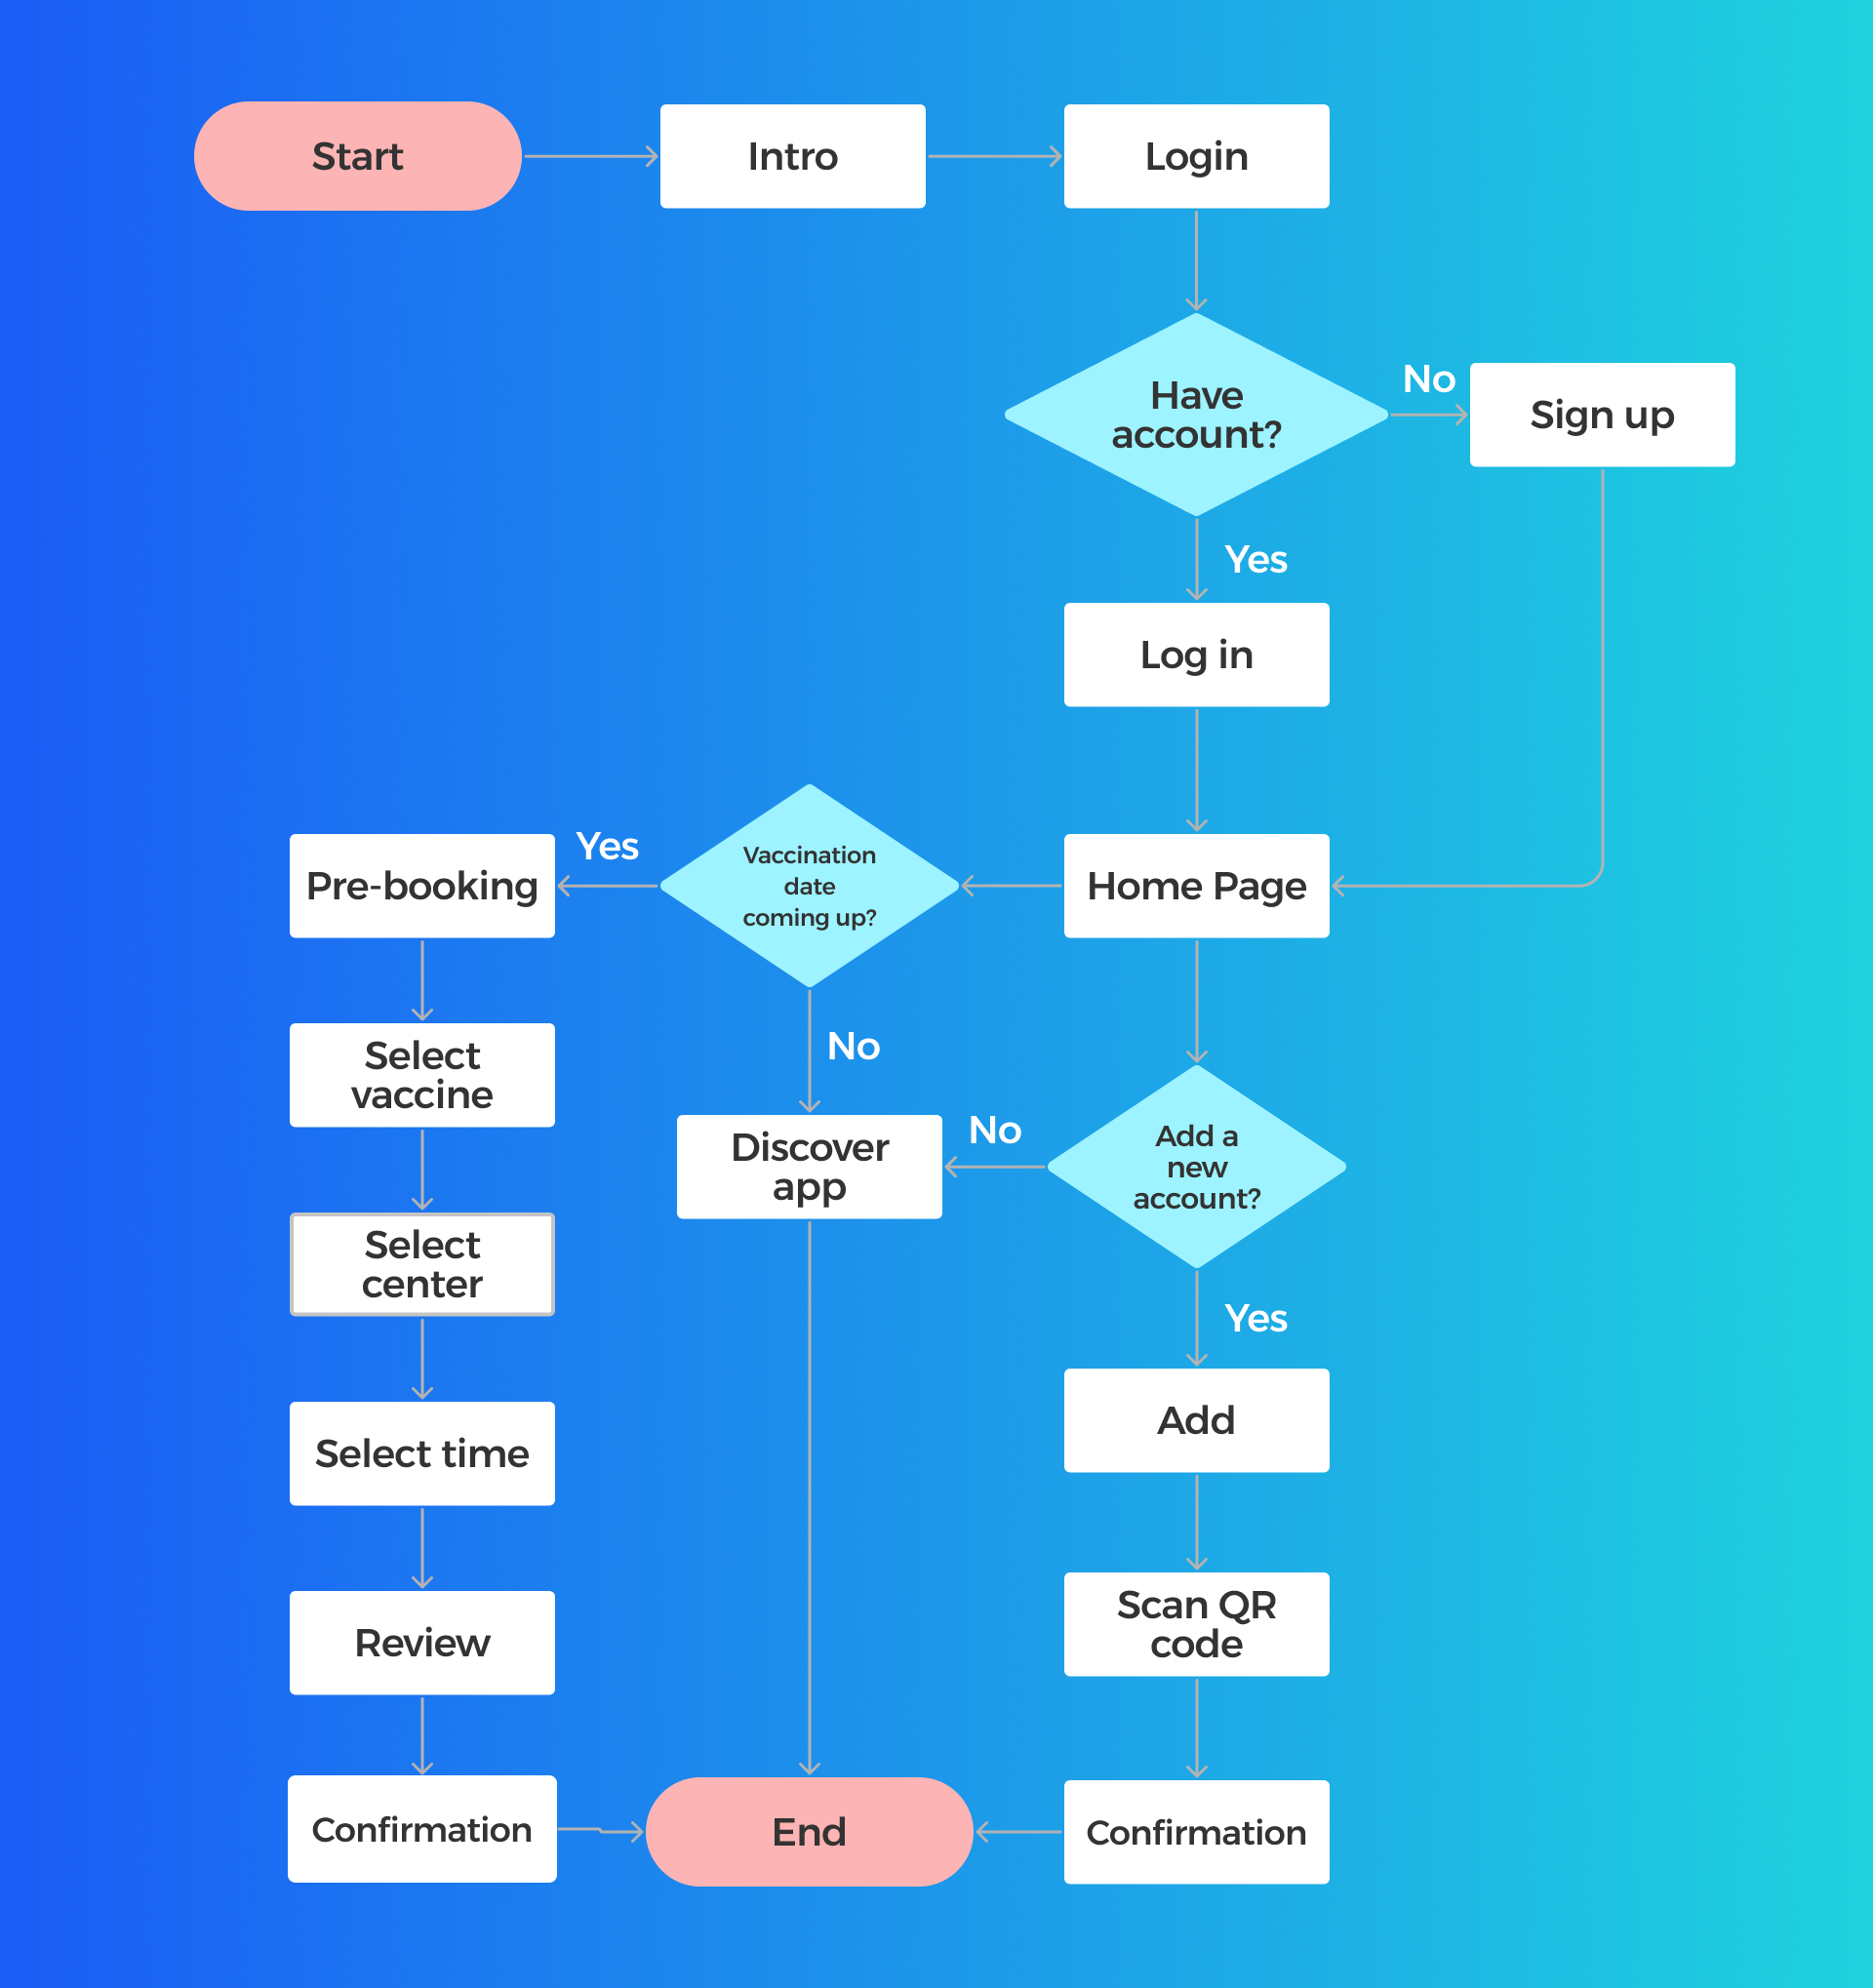 Start
Intro
Login
Have
account?
No
Sign up
Yes
Log in
Pre-booking
Yes
Vaccination
date
coming up?
Home Page
Select
vaccine
No
Discover
app
No
Add a
new
account?
Select
center
Yes
Add
Select time
Scan QR
code
Review
Confirmation
End
Confirmation